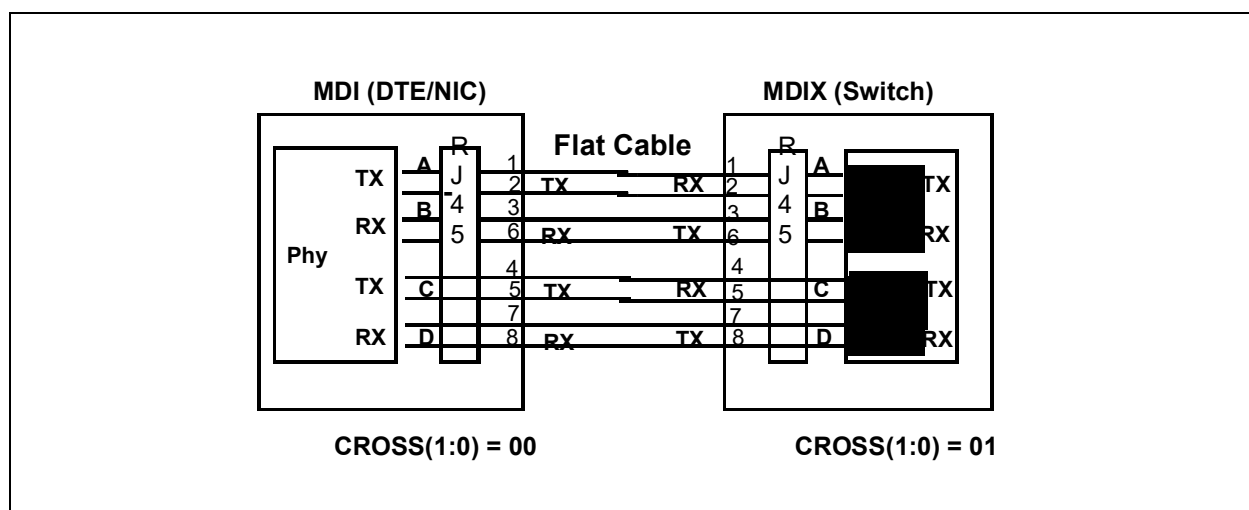 MDI (DTE/NIC)
MDIX (Switch)
Flat Cable
Phy
TX
RX
TX
RX
A
B
C
D
R
J
4
5
1
2
3
6
4
5
7
8
TX
RX
TX
RX
RX
TX
RX
TX
1
2
3
6
4
5
7
8
R
J
4
5
A
B
C
D
TX
RX
TX
RX
CROSS(1:0) = 00
CROSS(1:0) = 01